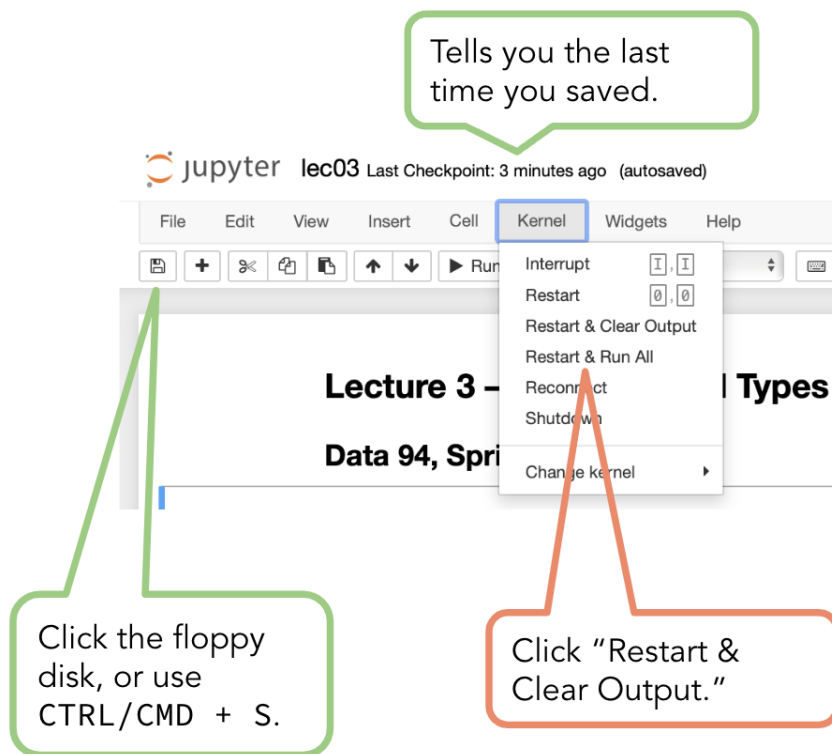 Tells you the last
time you saved.
jupyter lec03 Last Checkpoint: 3 minutes ago (autosaved)
File Edit View Insert Cell Kernel Widgets Help
Run
Interrupt I,I
Restart 0,0
Restart & Clear Output
Restart & Run All
Reconnect
Shutdown
Change kernel
Lecture 3 – Types
Data 94, Spri
Click the floppy
disk, or use
CTRL/CMD + S.
Click “Restart &
Clear Output.”